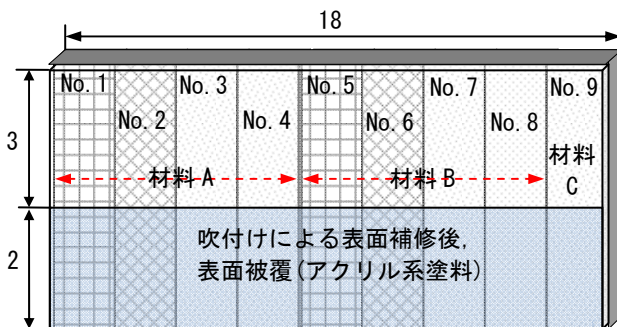 18
No. 1
No. 2
No. 3
No. 4
No. 5
No. 6
No. 7
No. 8
No. 9
3
材料 A
材料 B
材料
C
2
吹付けによる表面補修後,
表面被覆(アクリル系塗料)